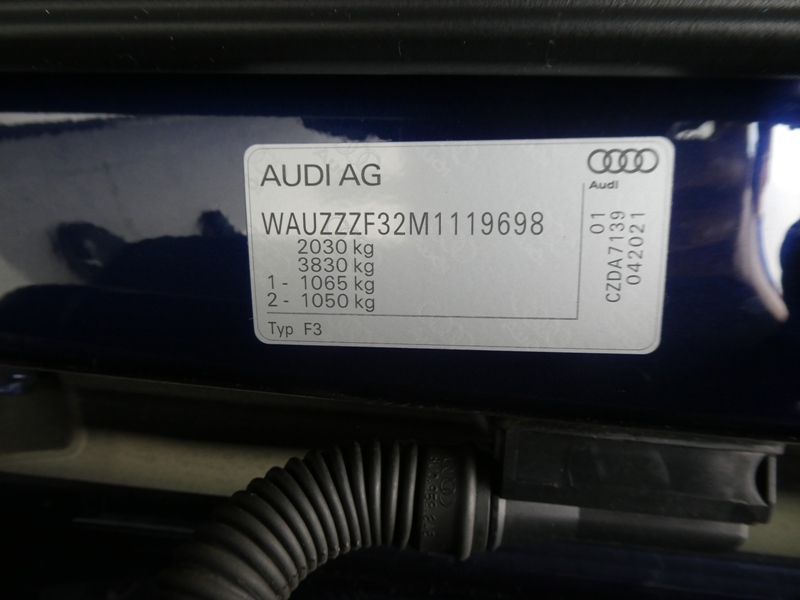 AUDI AG
WAUZZZF32M1119698
2030 kg
3830 kg
1 - 1065 kg
2 - 1050 kg
Typ F3
Audi
01
CZDA7139
042021